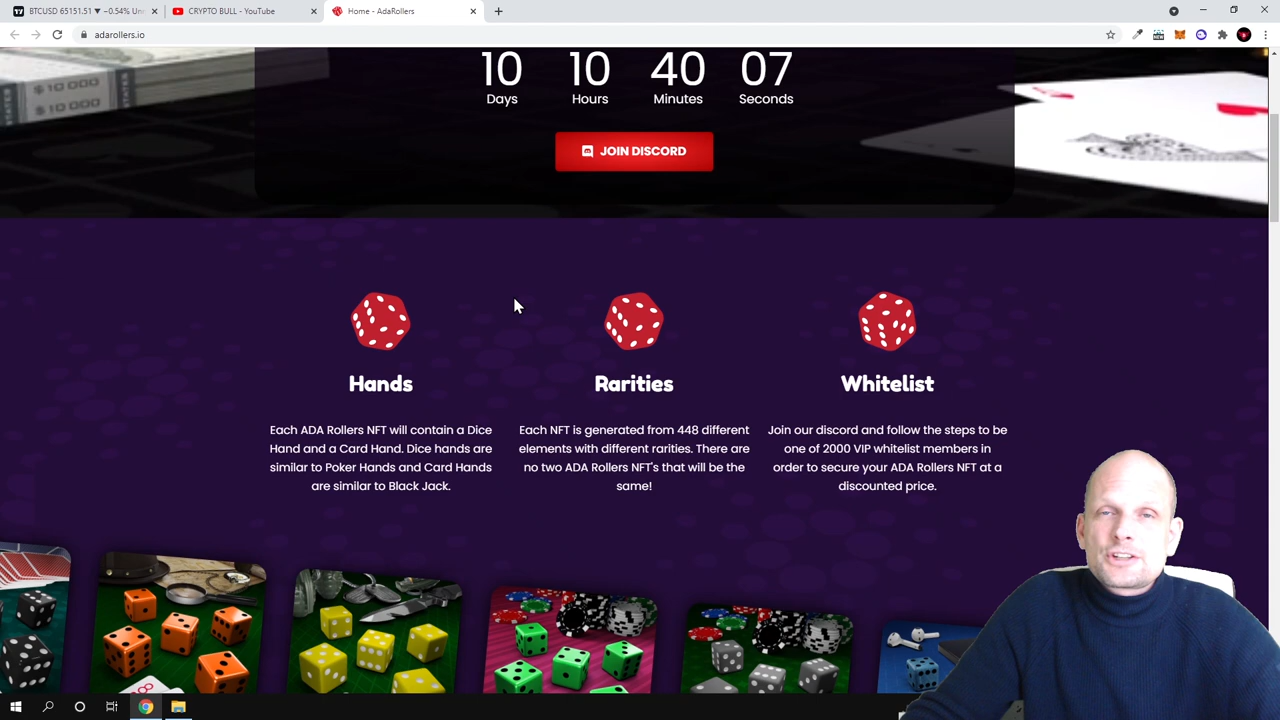 BTCUSD 65151.51 ▼ −0.54% Un
CRYPTO BULL - YouTube
Home - AdaRollers
adarollers.io
$10 000
10 000
10 10 40 07
Days Hours Minutes Seconds
JOIN DISCORD
Hands
Each ADA Rollers NFT will contain a Dice
Hand and a Card Hand. Dice hands are
similar to Poker Hands and Card Hands
are similar to Black Jack.
Rarities
Each NFT is generated from 448 different
elements with different rarities. There are
no two ADA Rollers NFT's that will be the
same!
Whitelist
Join our discord and follow the steps to be
one of 2000 VIP whitelist members in
order to secure your ADA Rollers NFT at a
discounted price.